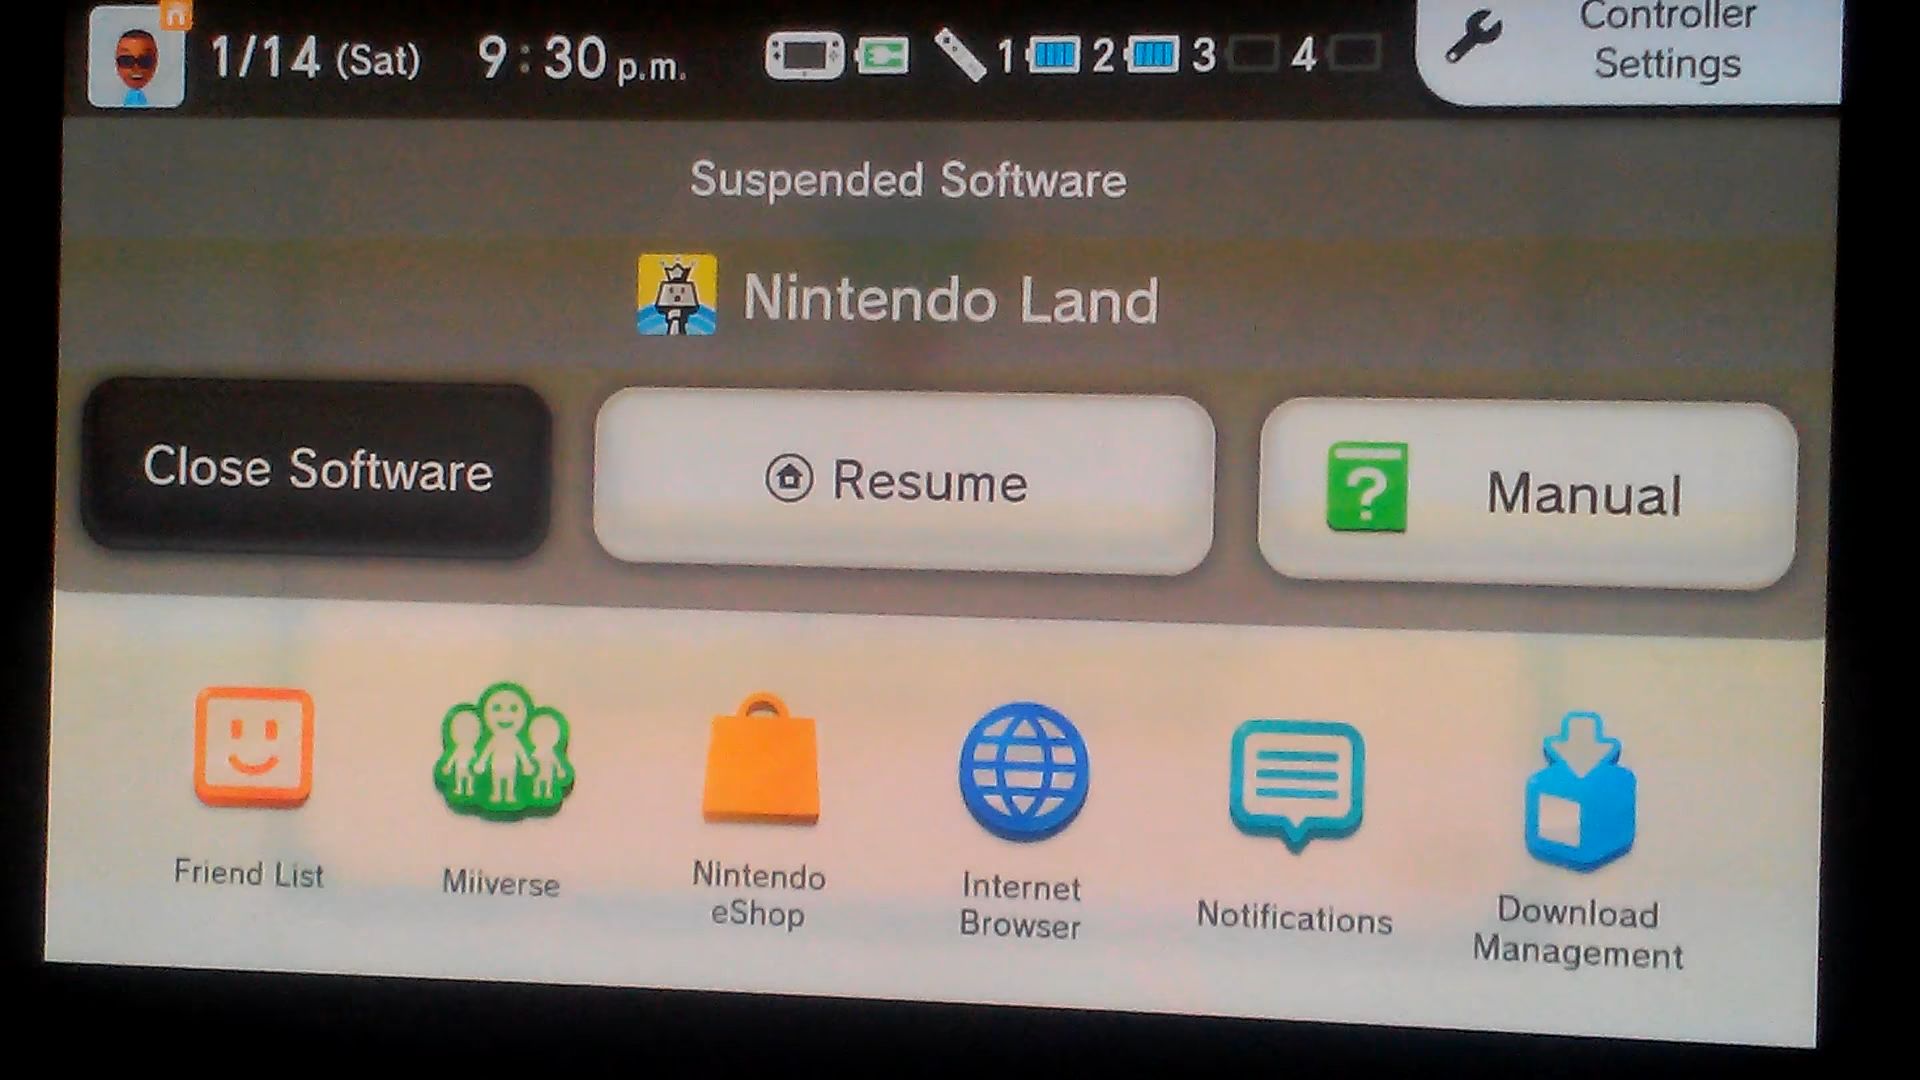 1/14 (Sat) 9:30 p.m. 1 2 3 4
Controller
Settings
Suspended Software
Nintendo Land
Close Software
Resume
? Manual
Friend List
Miiverse
Nintendo
eShop
Internet
Browser
Notifications
Download
Management